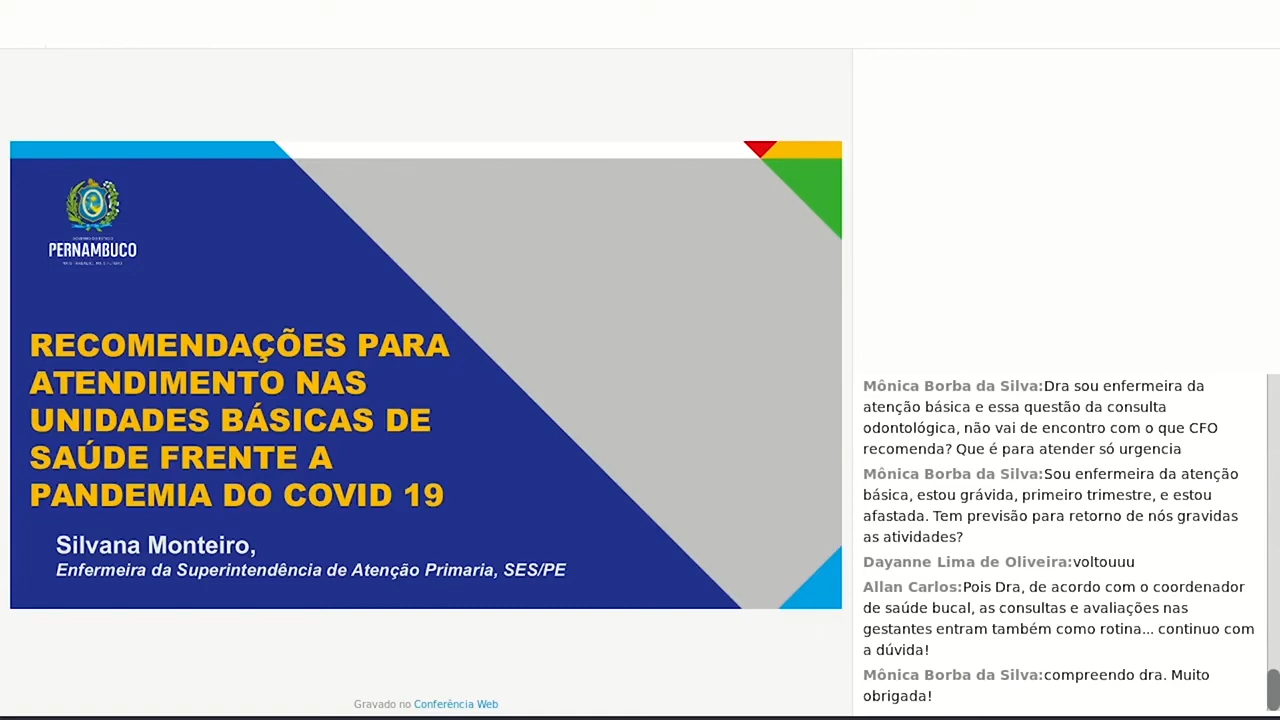 PERNAMBUCO
RECOMENDAÇÕES PARA
ATENDIMENTO NAS
UNIDADES BÁSICAS DE
SAÚDE FRENTE A
PANDEMIA DO COVID 19
Silvana Monteiro,
Enfermeira da Superintendência de Atenção Primaria, SES/PE
Gravado no Conferência Web
Mônica Borba da Silva:Dra sou enfermeira da
atenção básica e essa questão da consulta
odontológica, não vai de encontro com o que CFO
recomenda? Que é para atender só urgencia
Mônica Borba da Silva:Sou enfermeira da atenção
básica, estou grávida, primeiro trimestre, e estou
afastada. Tem previsão para retorno de nós gravidas
as atividades?
Dayanne Lima de Oliveira:voltouuu
Allan Carlos:Pois Dra, de acordo com o coordenador
de saúde bucal, as consultas e avaliações nas
gestantes entram também como rotina... continuo com
a dúvida!
Mônica Borba da Silva:compreendo dra. Muito
obrigada!